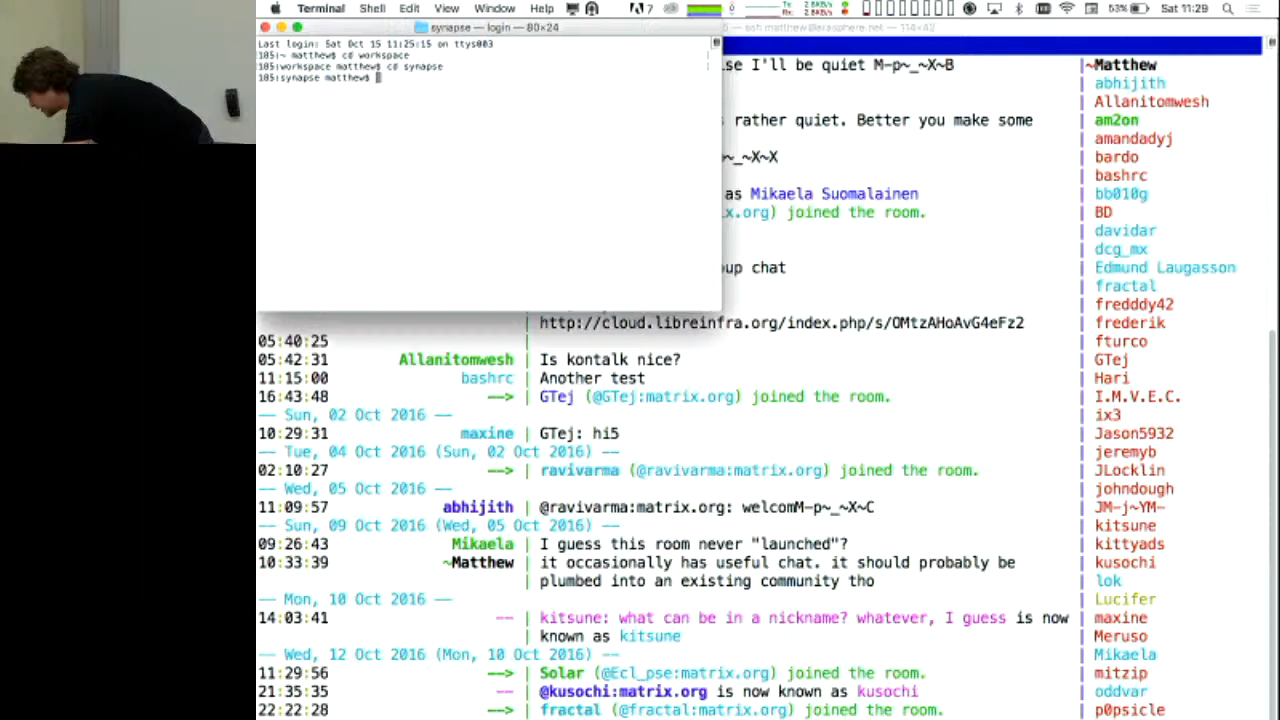 Terminal Shell Edit View Window Help 7 53% Sat 11:29
synapse — login — 80×24
ssh matthew@arasphere.net — 114×42
Last login: Sat Oct 15 11:25:15 on ttys003
185:~ matthew$ cd workspace
185:workspace matthew$ cd synapse
185:synapse matthew$
se I'll be quiet M-p~_~X~B
rather quiet. Better you make some
~_~X~X
as Mikaela Suomalainen
x.org) joined the room.
oup chat
http://cloud.libreinfra.org/index.php/s/OMtzAHoAvG4eFz2
05:40:25
05:42:31 Allanitomwesh | Is kontalk nice?
11:15:00 bashrc | Another test
16:43:48 --> | GTej (@GTej:matrix.org) joined the room.
-- Sun, 02 Oct 2016 --
10:29:31 maxine | GTej: hi5
-- Tue, 04 Oct 2016 (Sun, 02 Oct 2016) --
02:10:27 --> | ravivarma (@ravivarma:matrix.org) joined the room.
-- Wed, 05 Oct 2016 --
11:09:57 abhijith | @ravivarma:matrix.org: welcomM-p~_~X~C
-- Sun, 09 Oct 2016 (Wed, 05 Oct 2016) --
09:26:43 Mikaela | I guess this room never "launched"?
10:33:39 ~Matthew | it occasionally has useful chat. it should probably be
| plumbed into an existing community tho
-- Mon, 10 Oct 2016 --
14:03:41 -- | kitsune: what can be in a nickname? whatever, I guess is now
| known as kitsune
-- Wed, 12 Oct 2016 (Mon, 10 Oct 2016) --
11:29:56 --> | Solar (@Ecl_pse:matrix.org) joined the room.
21:35:35 -- | @kusochi:matrix.org is now known as kusochi
22:22:28 --> | fractal (@fractal:matrix.org) joined the room.
~Matthew
abhijith
Allanitomwesh
am2on
amandadyj
bardo
bashrc
bb010g
BD
davidar
dcg_mx
Edmund Laugasson
fractal
fredddy42
frederik
fturco
GTej
Hari
I.M.V.E.C.
ix3
Jason5932
jeremyb
JLocklin
johndough
JM-j~YM-
kitsune
kittyads
kusochi
lok
Lucifer
maxine
Meruso
Mikaela
mitzip
oddvar
p0psicle